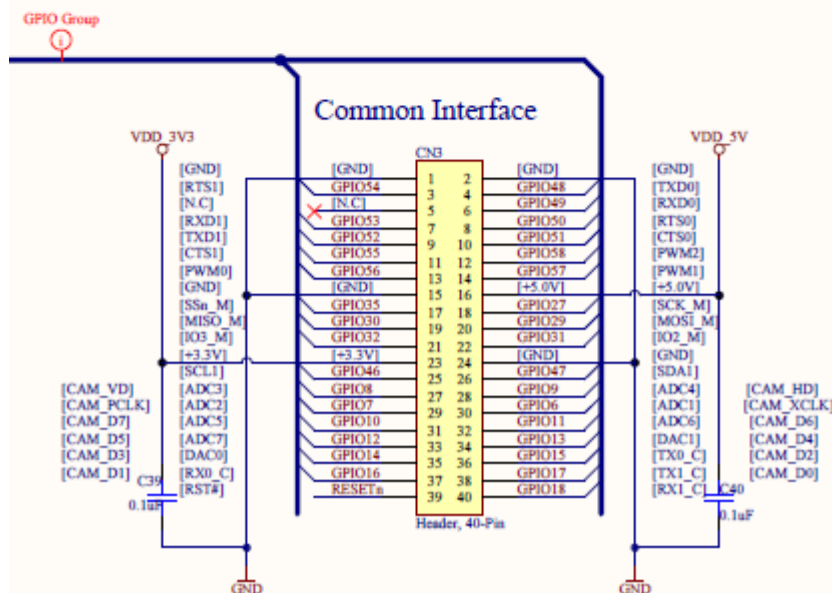 GPIO Group
i
Common Interface
VDD_3V3 CN3 VDD_5V
[GND] [GND] 1 2 [GND] [GND]
[RTS1] GPIO54 3 4 GPIO48 [TXD0]
[N.C] [N.C] 5 6 GPIO49 [RXD0]
[RXD1] GPIO53 7 8 GPIO50 [RTS0]
[TXD1] GPIO52 9 10 GPIO51 [CTS0]
[CTS1] GPIO55 11 12 GPIO58 [PWM2]
[PWM0] GPIO56 13 14 GPIO57 [PWM1]
[GND] [GND] 15 16 [+5.0V] [+5.0V]
[SSn_M] GPIO35 17 18 GPIO27 [SCK_M]
[MISO_M] GPIO30 19 20 GPIO29 [MOSI_M]
[IO3_M] GPIO32 21 22 GPIO31 [IO2_M]
[+3.3V] [+3.3V] 23 24 [GND] [GND]
[SCL1] GPIO46 25 26 GPIO47 [SDA1]
[CAM_VD] [ADC3] GPIO8 27 28 GPIO9 [ADC4] [CAM_HD]
[CAM_PCLK] [ADC2] GPIO7 29 30 GPIO6 [ADC1] [CAM_XCLK]
[CAM_D7] [ADC5] GPIO10 31 32 GPIO11 [ADC6] [CAM_D6]
[CAM_D5] [ADC7] GPIO12 33 34 GPIO13 [DAC1] [CAM_D4]
[CAM_D3] [DAC0] GPIO14 35 36 GPIO15 [TX0_C] [CAM_D2]
[CAM_D1] [RX0_C] GPIO16 37 38 GPIO17 [TX1_C] [CAM_D0]
C39 [RST#] RESETn 39 40 GPIO18 [RX1_C] C40
0.1uF Header, 40-Pin 0.1uF
GND GND